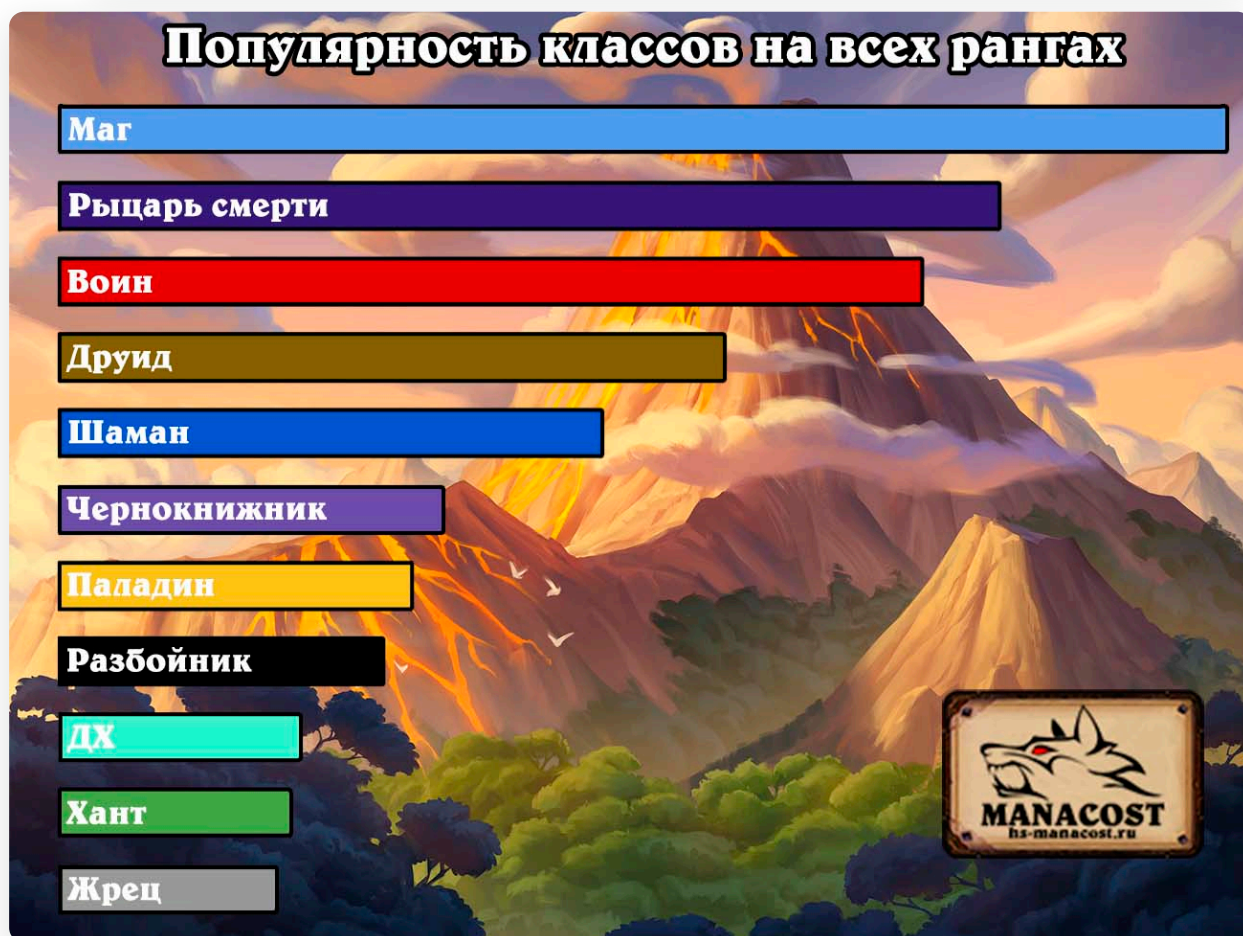 Популярность классов на всех рангах
Маг
Рыцарь смерти
Воин
Друид
Шаман
Чернокнижник
Паладин
Разбойник
ДХ
Хант
Жрец
MANACOST
hs-manacost.ru